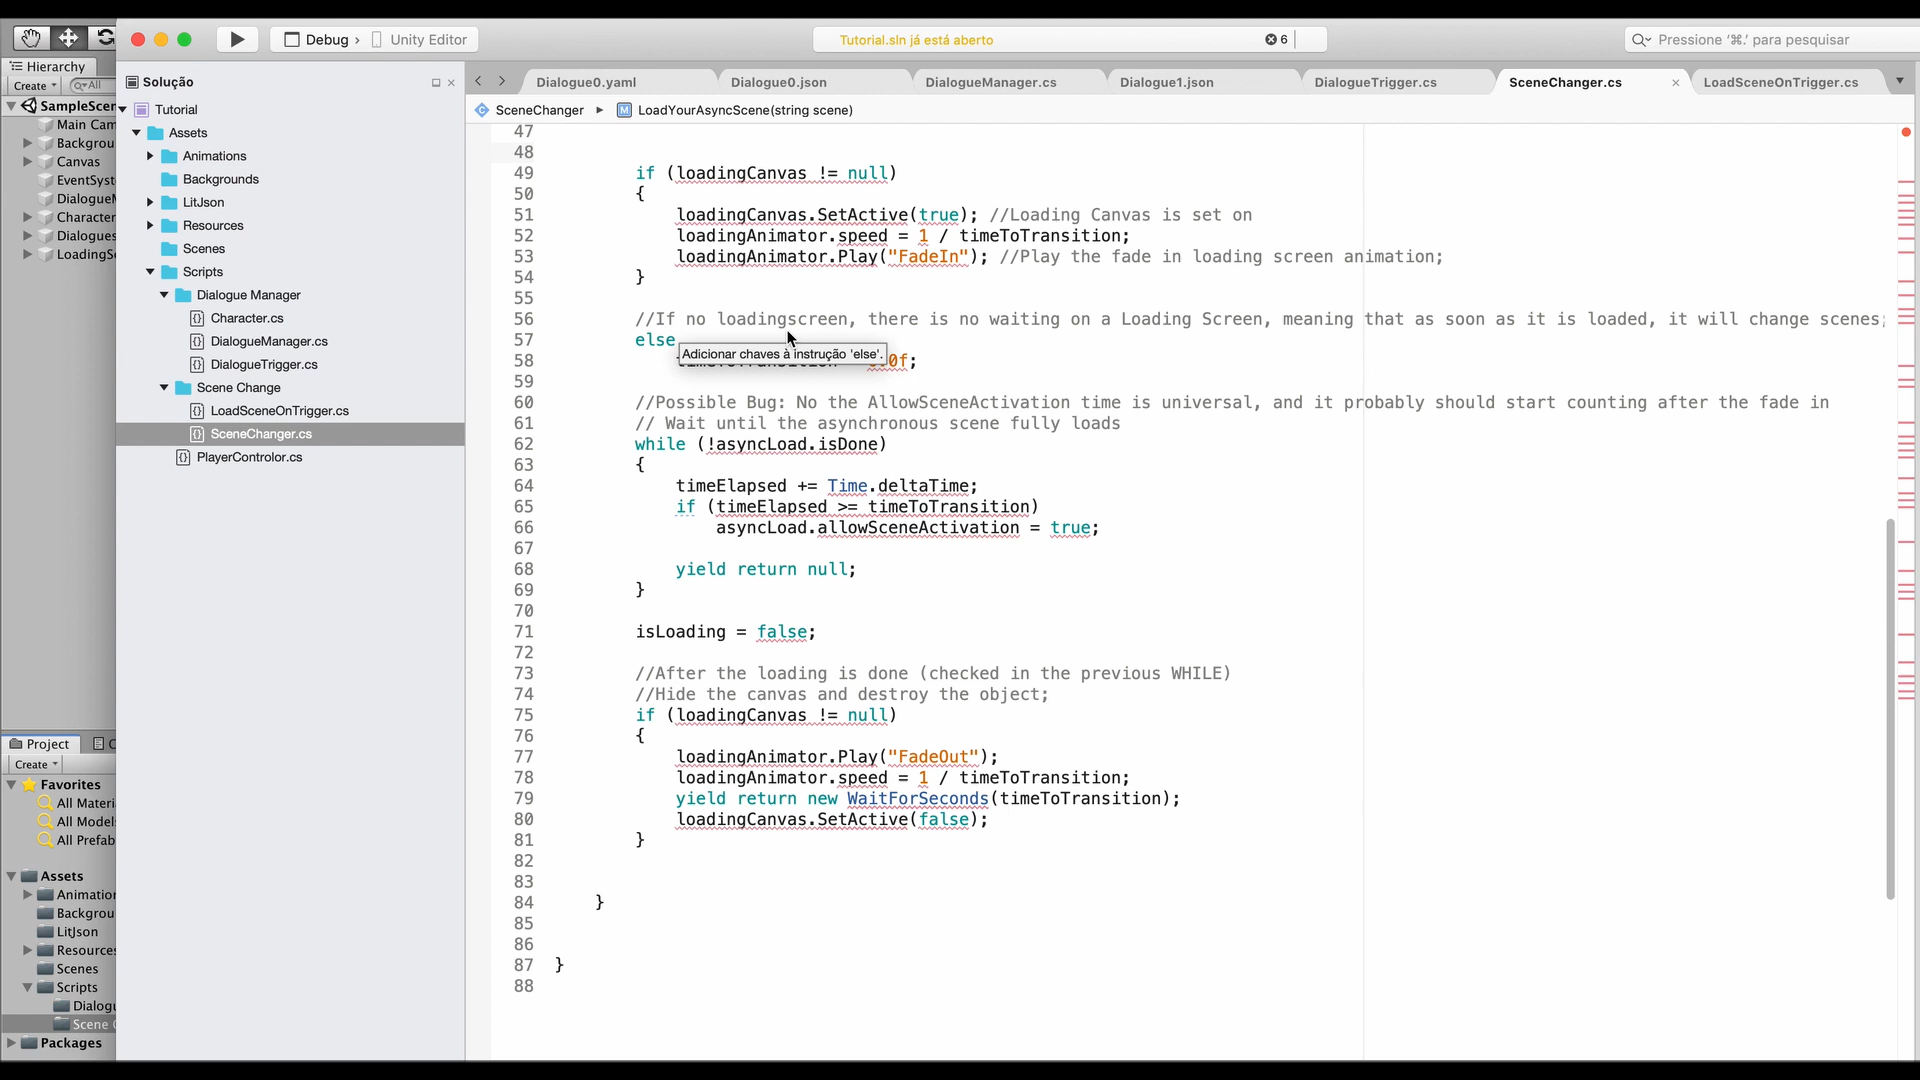 Debug › Unity Editor
Tutorial.sln já está aberto
6
Pressione '⌘.' para pesquisar
Hierarchy
Create
All
SampleScen
Main Cam
Backgrou
Canvas
EventSyst
DialogueM
Character
Dialogues
LoadingSc
Project
Create
Favorites
All Materi
All Model
All Prefab
Assets
Animation
Backgrou
LitJson
Resources
Scenes
Scripts
Dialogu
Scene C
Packages
Solução
Tutorial
Assets
Animations
Backgrounds
LitJson
Resources
Scenes
Scripts
Dialogue Manager
Character.cs
DialogueManager.cs
DialogueTrigger.cs
Scene Change
LoadSceneOnTrigger.cs
SceneChanger.cs
PlayerControlor.cs
Dialogue0.yaml
Dialogue0.json
DialogueManager.cs
Dialogue1.json
DialogueTrigger.cs
SceneChanger.cs
LoadSceneOnTrigger.cs
SceneChanger ▸ M LoadYourAsyncScene(string scene)
47
48
49 if (loadingCanvas != null)
50 {
51 loadingCanvas.SetActive(true); //Loading Canvas is set on
52 loadingAnimator.speed = 1 / timeToTransition;
53 loadingAnimator.Play("FadeIn"); //Play the fade in loading screen animation;
54 }
55
56 //If no loadingscreen, there is no waiting on a Loading Screen, meaning that as soon as it is loaded, it will change scenes;
57 else
Adicionar chaves à instrução 'else'.
58 0f;
59
60 //Possible Bug: No the AllowSceneActivation time is universal, and it probably should start counting after the fade in
61 // Wait until the asynchronous scene fully loads
62 while (!asyncLoad.isDone)
63 {
64 timeElapsed += Time.deltaTime;
65 if (timeElapsed >= timeToTransition)
66 asyncLoad.allowSceneActivation = true;
67
68 yield return null;
69 }
70
71 isLoading = false;
72
73 //After the loading is done (checked in the previous WHILE)
74 //Hide the canvas and destroy the object;
75 if (loadingCanvas != null)
76 {
77 loadingAnimator.Play("FadeOut");
78 loadingAnimator.speed = 1 / timeToTransition;
79 yield return new WaitForSeconds(timeToTransition);
80 loadingCanvas.SetActive(false);
81 }
82
83
84 }
85
86
87 }
88